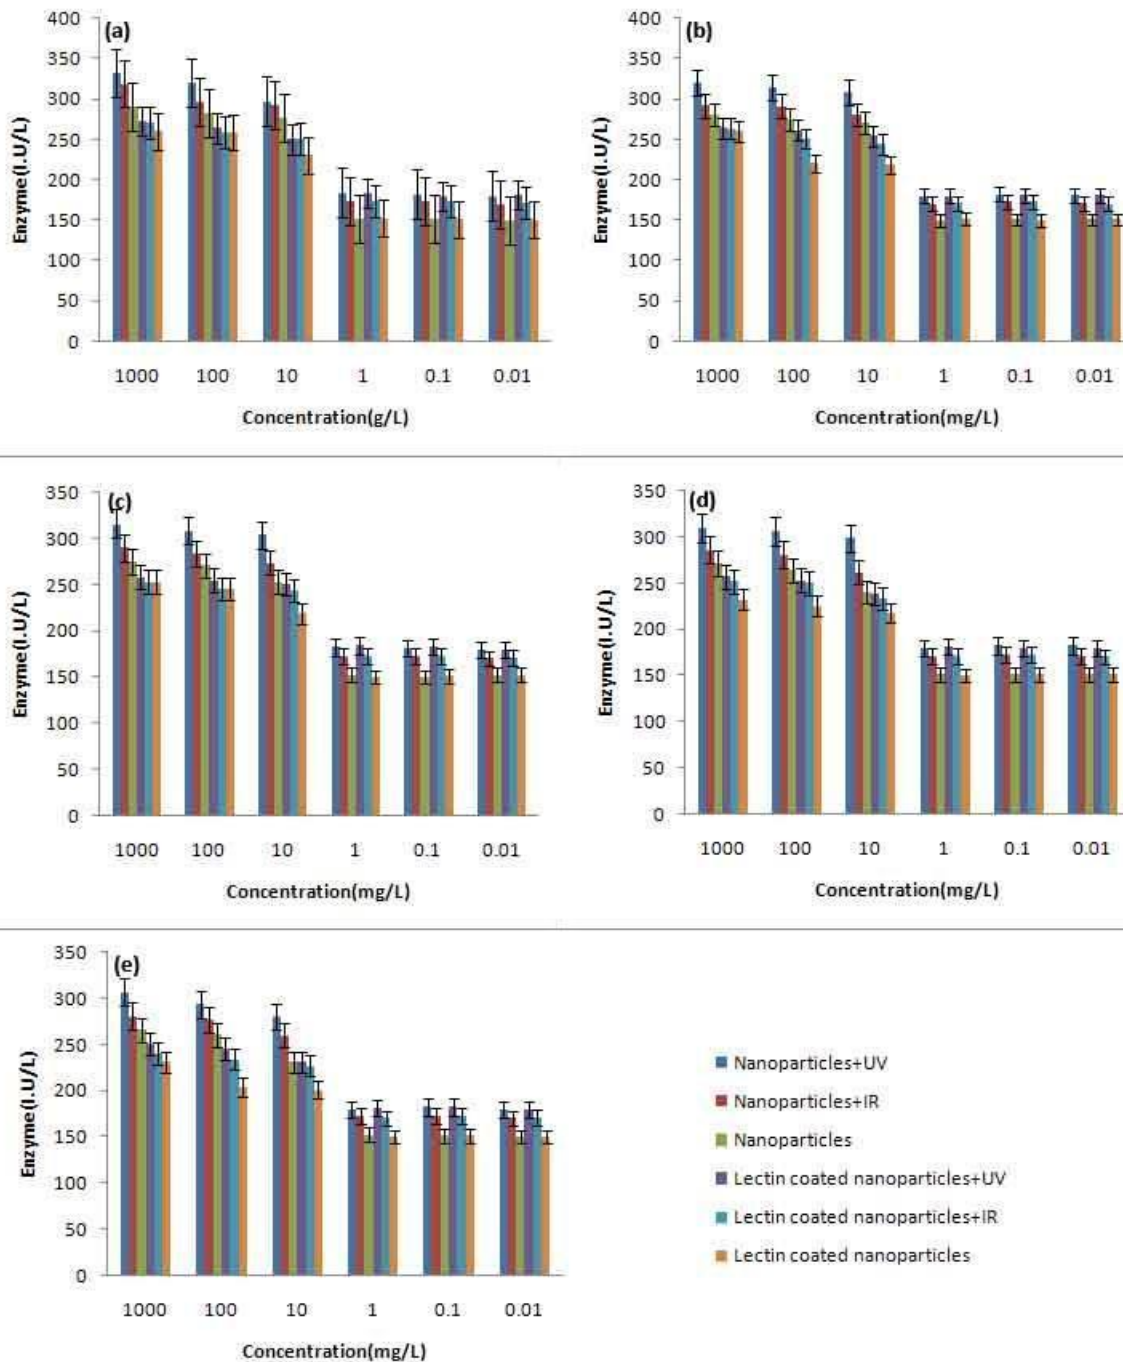 (a)
400
350
300
250
200
150
100
50
0
Enzyme(I.U/L)
1000 100 10 1 0.1 0.01
Concentration(g/L)
(b)
400
350
300
250
200
150
100
50
0
Enzyme(I.U/L)
1000 100 10 1 0.1 0.01
Concentration(mg/L)
(c)
350
300
250
200
150
100
50
0
Enzyme(I.U/L)
1000 100 10 1 0.1 0.01
Concentration(mg/L)
(d)
350
300
250
200
150
100
50
0
Enzyme(I.U/L)
1000 100 10 1 0.1 0.01
Concentration(mg/L)
(e)
350
300
250
200
150
100
50
0
Enzyme(I.U/L)
1000 100 10 1 0.1 0.01
Concentration(mg/L)
Nanoparticles+UV
Nanoparticles+IR
Nanoparticles
Lectin coated nanoparticles+UV
Lectin coated nanoparticles+IR
Lectin coated nanoparticles